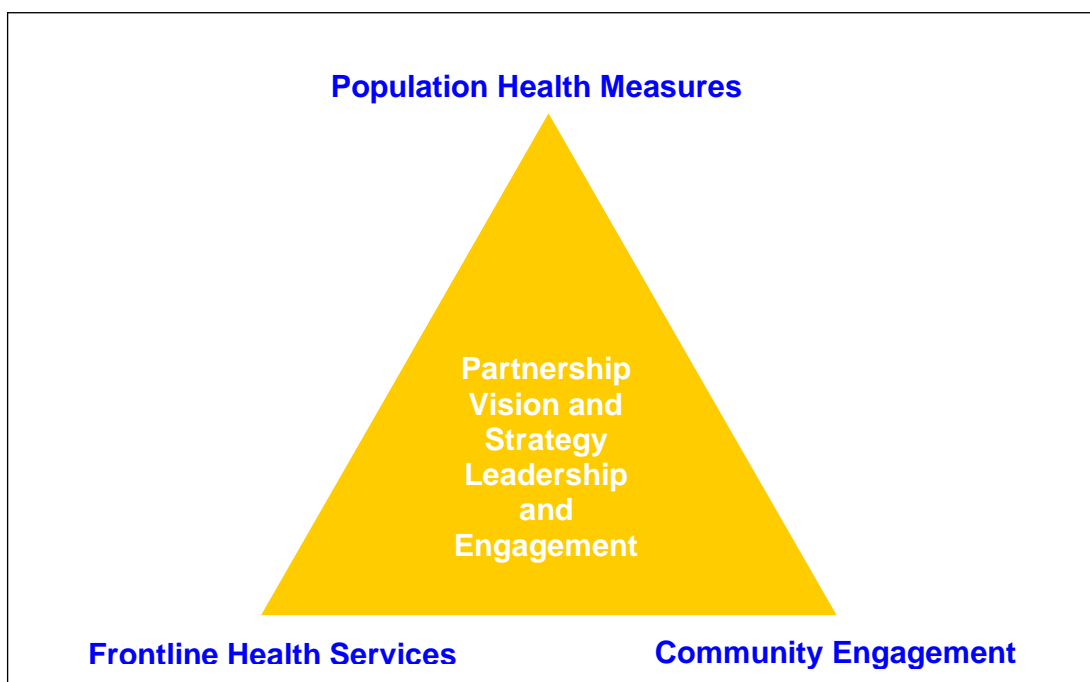 Population Health Measures
Partnership
Vision and
Strategy
Leadership
and
Engagement
Frontline Health Services
Community Engagement